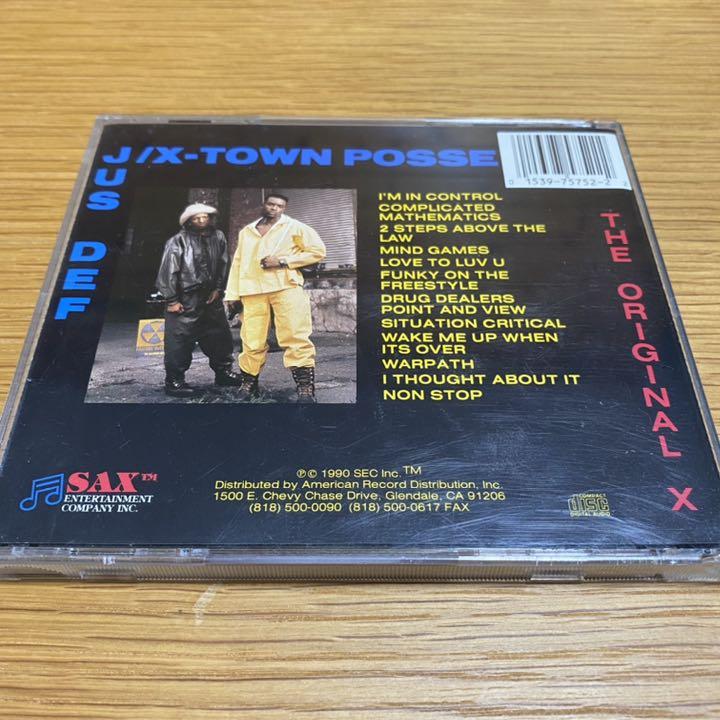 JUS DEF
/X-TOWN POSSE
0 1539-75752-2 2
I'M IN CONTROL
COMPLICATED
MATHEMATICS
2 STEPS ABOVE THE
LAW
MIND GAMES
LOVE TO LUV U
FUNKY ON THE
FREESTYLE
DRUG DEALERS
POINT AND VIEW
SITUATION CRITICAL
WAKE ME UP WHEN
ITS OVER
WARPATH
I THOUGHT ABOUT IT
NON STOP
THE ORIGINAL X
SAX™
ENTERTAINMENT
COMPANY INC.
℗© 1990 SEC Inc.™
Distributed by American Record Distribution, Inc.
1500 E. Chevy Chase Drive, Glendale, CA 91206
(818) 500-0090 (818) 500-0617 FAX
COMPACT
disc
DIGITAL AUDIO